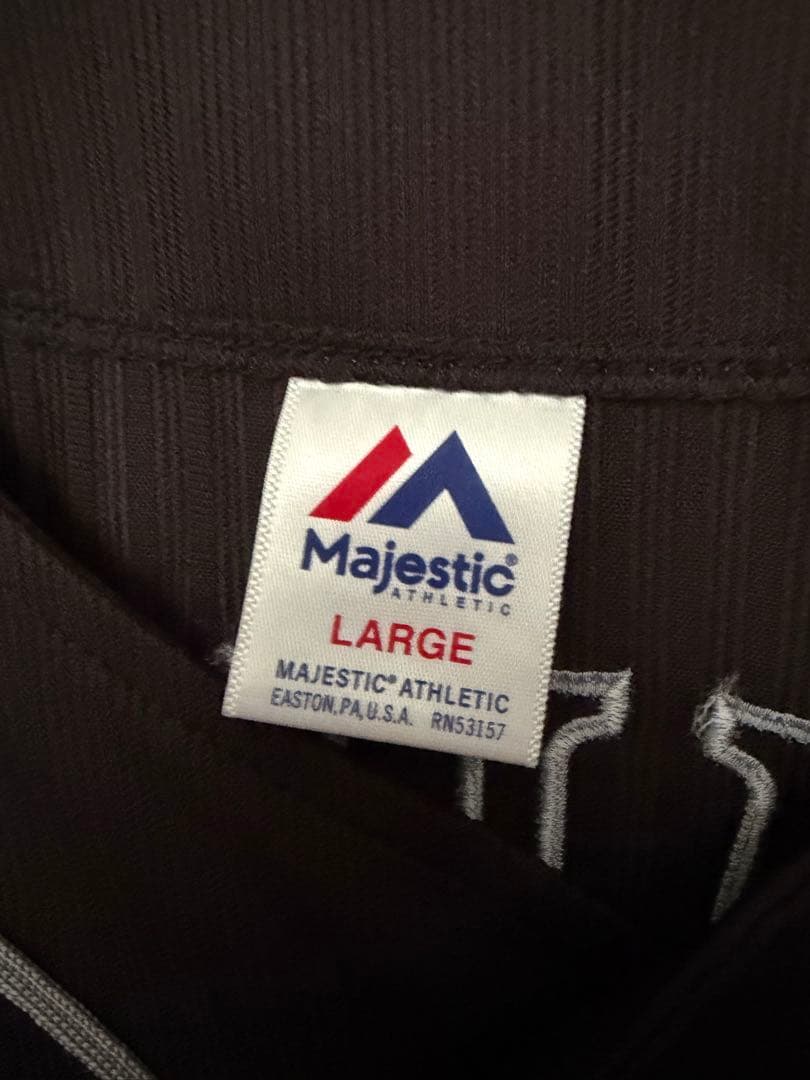 Majestic®
ATHLETIC
LARGE
MAJESTIC® ATHLETIC
EASTON, PA, U.S.A. RN53157